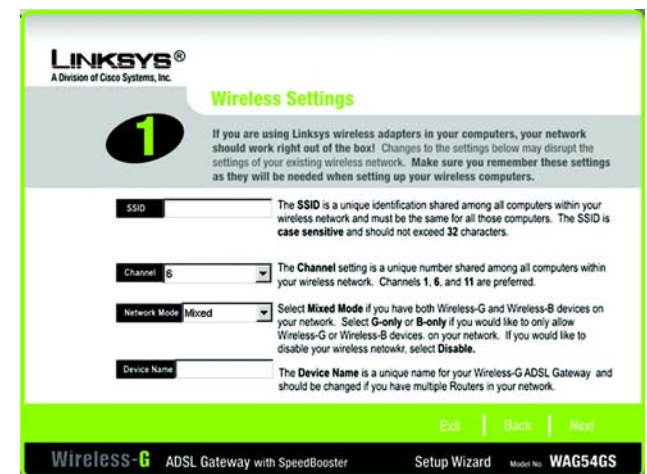 LINKSYS®
A Division of Cisco Systems, Inc.
Wireless Settings
1
If you are using Linksys wireless adapters in your computers, your network
should work right out of the box! Changes to the settings below may disrupt the
settings of your existing wireless network. Make sure you remember these settings
as they will be needed when setting up your wireless computers.
SSID
The SSID is a unique identification shared among all computers within your
wireless network and must be the same for all those computers. The SSID is
case sensitive and should not exceed 32 characters.
Channel 6
The Channel setting is a unique number shared among all computers within
your wireless network. Channels 1, 6, and 11 are preferred.
Network Mode Mixed
Select Mixed Mode if you have both Wireless-G and Wireless-B devices on
your network. Select G-only or B-only if you would like to only allow
Wireless-G or Wireless-B devices. on your network. If you would like to
disable your wireless netowkr, select Disable.
Device Name
The Device Name is a unique name for your Wireless-G ADSL Gateway and
should be changed if you have multiple Routers in your network.
Exit Back Next
Wireless-G ADSL Gateway with SpeedBooster Setup Wizard Model No. WAG54GS